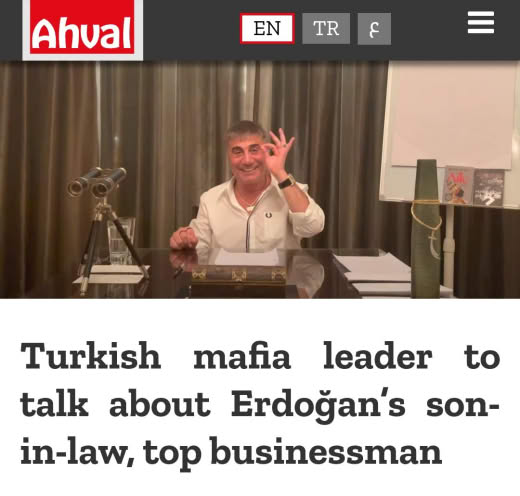 Ahval
EN TR ع
Turkish mafia leader to
talk about Erdoğan’s son-
in-law, top businessman